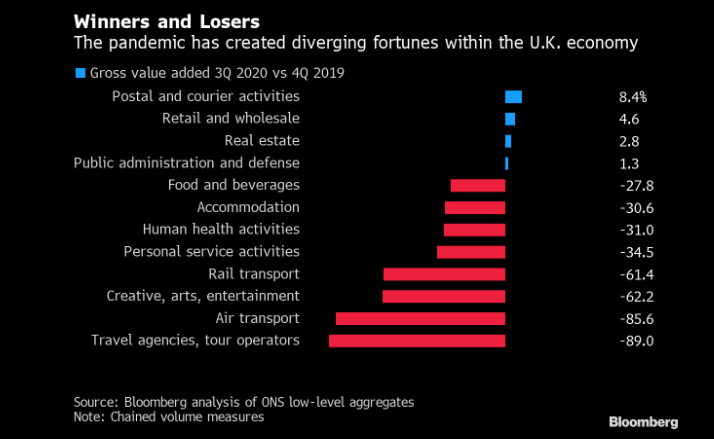 Winners and Losers
The pandemic has created diverging fortunes within the U.K. economy
Gross value added 3Q 2020 vs 4Q 2019
Postal and courier activities 8.4%
Retail and wholesale 4.6
Real estate 2.8
Public administration and defense 1.3
Food and beverages -27.8
Accommodation -30.6
Human health activities -31.0
Personal service activities -34.5
Rail transport -61.4
Creative, arts, entertainment -62.2
Air transport -85.6
Travel agencies, tour operators -89.0
Source: Bloomberg analysis of ONS low-level aggregates
Note: Chained volume measures
Bloomberg